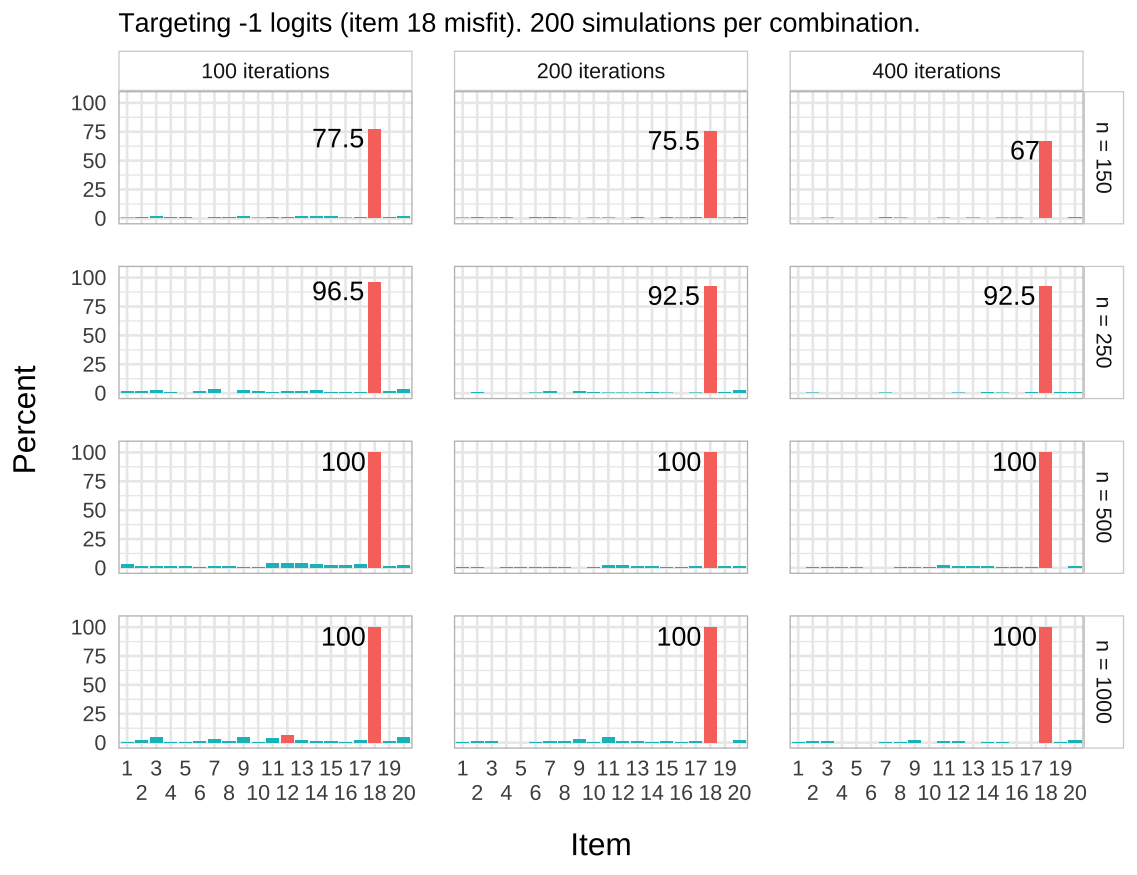 Targeting -1 logits (item 18 misfit). 200 simulations per combination.
100 iterations
200 iterations
400 iterations
100
75
50
25
0
77.5
75.5
67
n = 150
100
75
50
25
0
96.5
92.5
92.5
n = 250
Percent
100
75
50
25
0
100
100
100
n = 500
100
75
50
25
0
100
100
100
n = 1000
1 3 5 7 9 11 13 15 17 19
2 4 6 8 10 12 14 16 18 20
1 3 5 7 9 11 13 15 17 19
2 4 6 8 10 12 14 16 18 20
1 3 5 7 9 11 13 15 17 19
2 4 6 8 10 12 14 16 18 20
Item